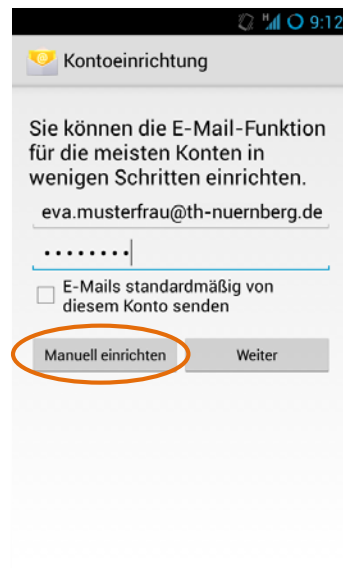 H 9:12
Kontoeinrichtung
Sie können die E-Mail-Funktion
für die meisten Konten in
wenigen Schritten einrichten.
eva.musterfrau@th-nuernberg.de
••••••••
E-Mails standardmäßig von
diesem Konto senden
Manuell einrichten Weiter